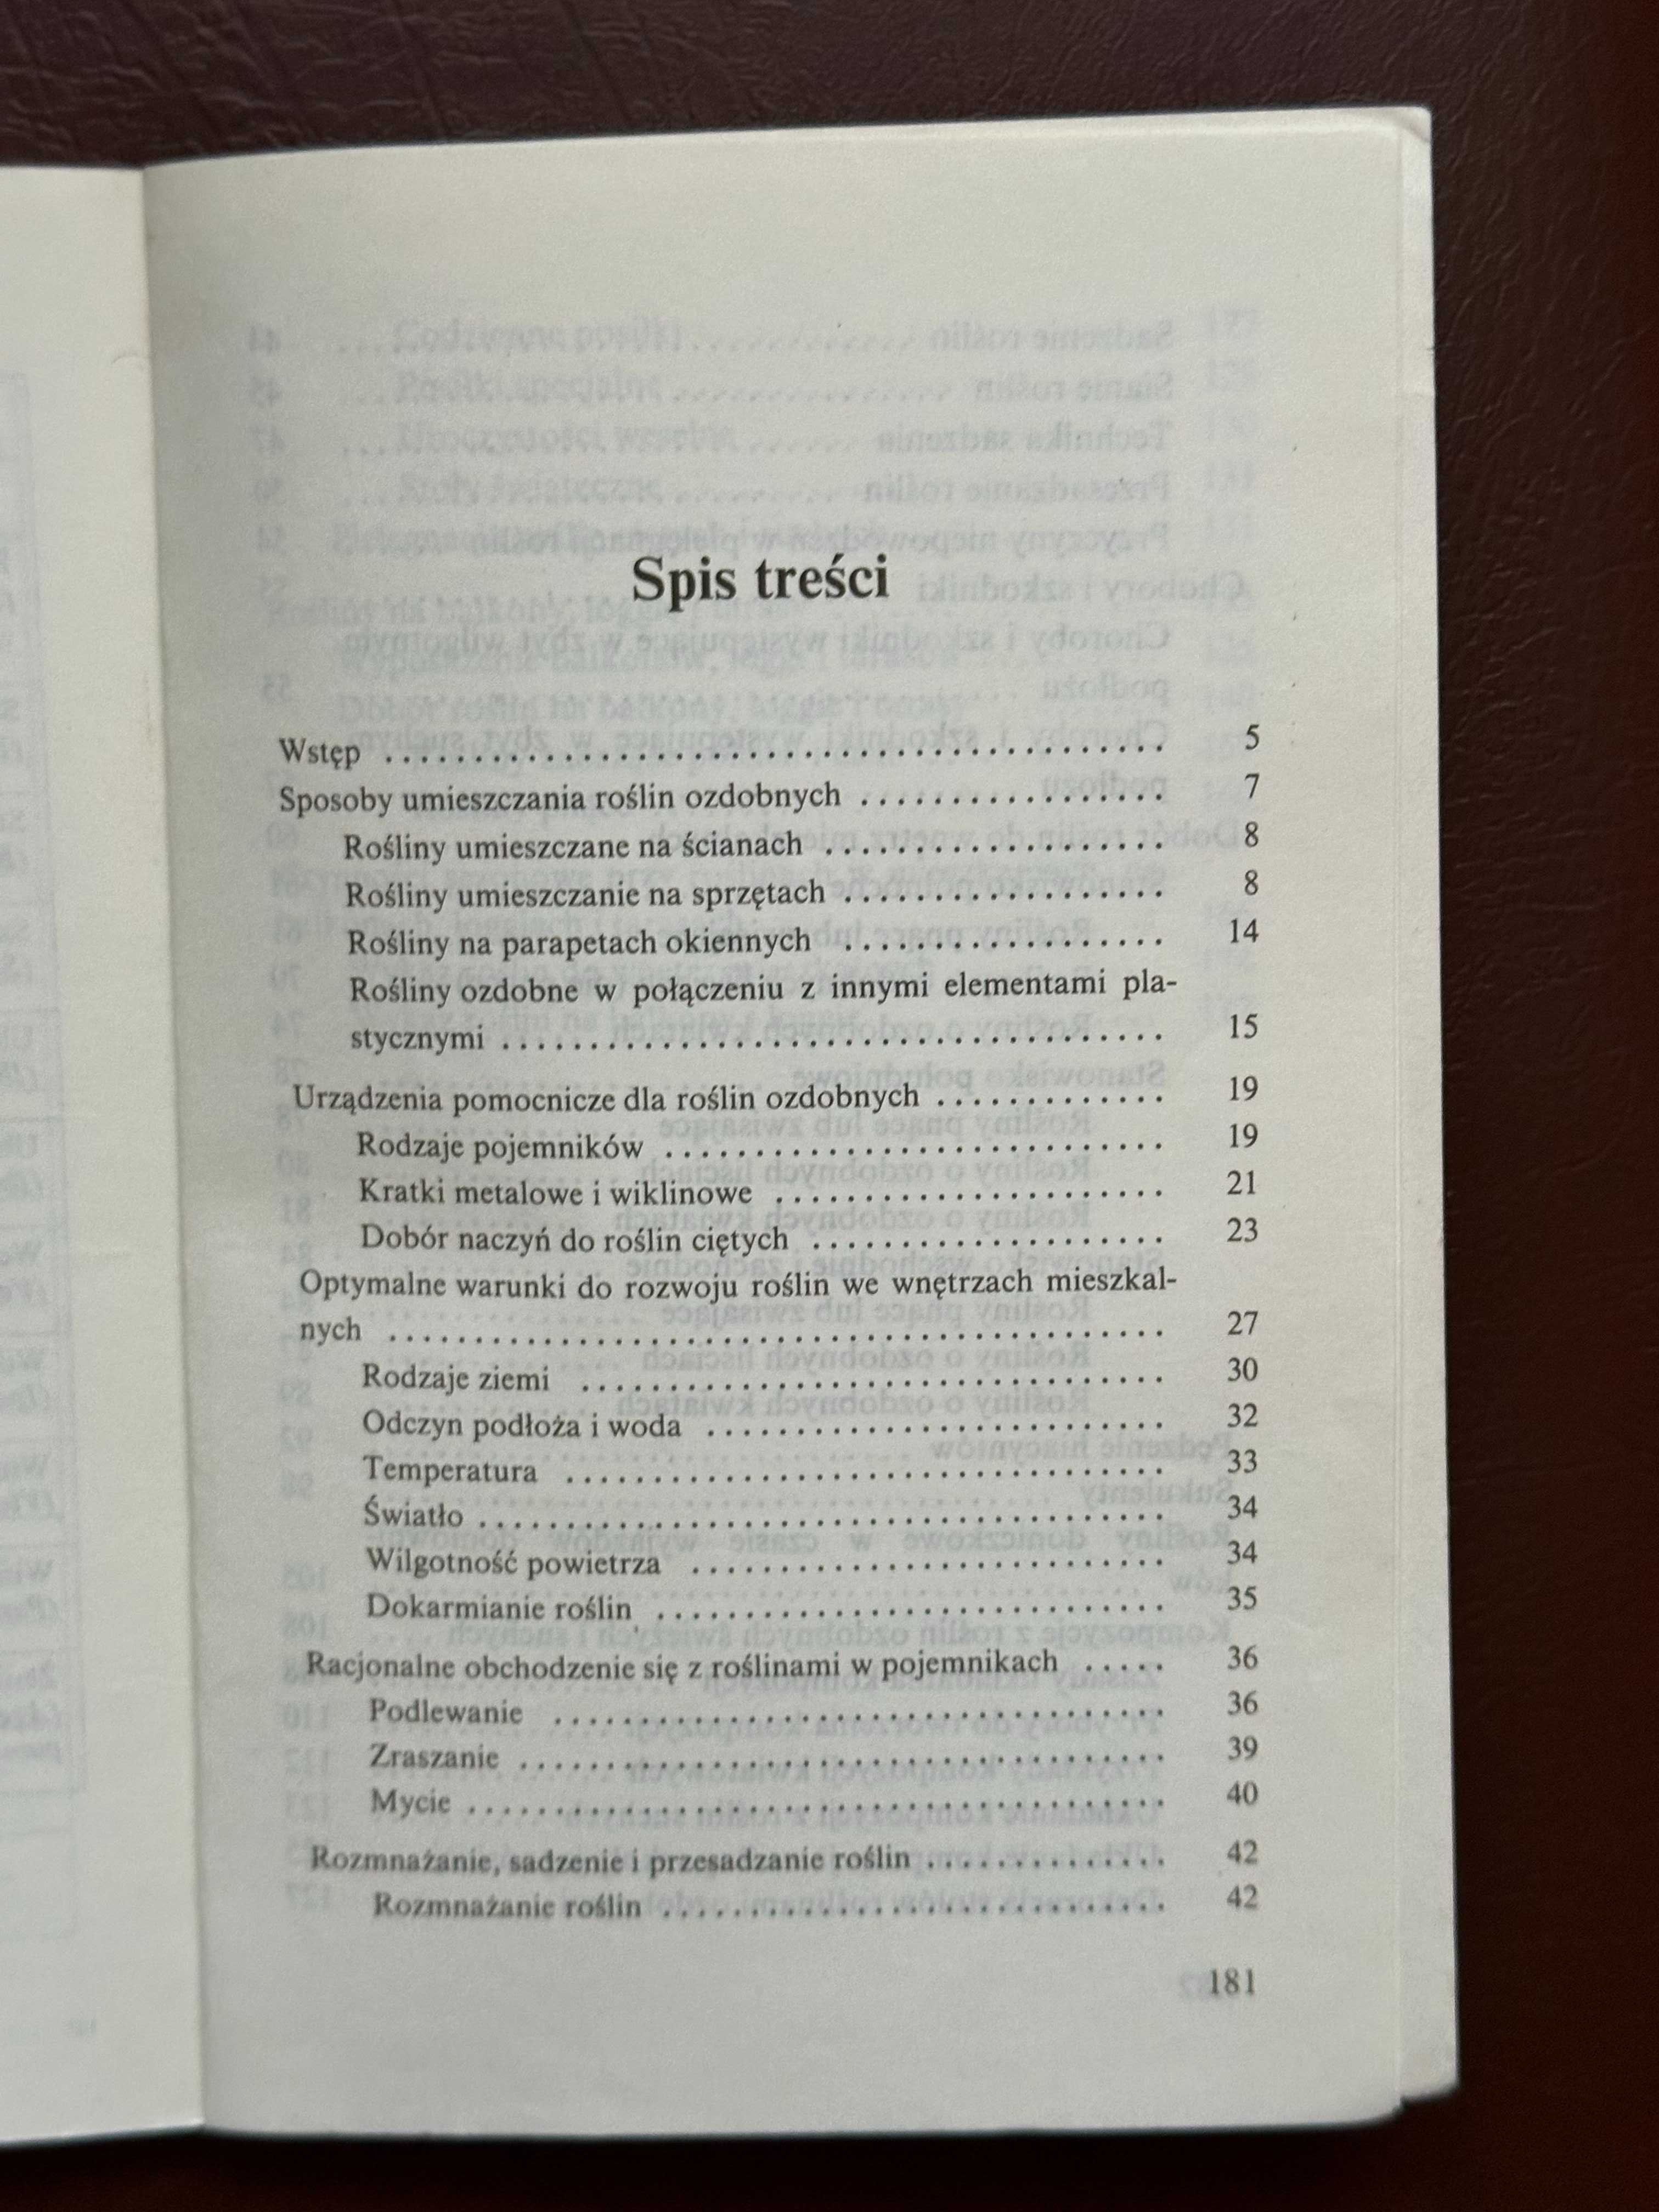 Spis treści
Wstęp ........................................... 5
Sposoby umieszczania roślin ozdobnych ................. 7
Rośliny umieszczane na ścianach ................... 8
Rośliny umieszczanie na sprzętach .................. 8
Rośliny na parapetach okiennych .................. 14
Rośliny ozdobne w połączeniu z innymi elementami pla-
stycznymi ..................................... 15
Urządzenia pomocnicze dla roślin ozdobnych ............. 19
Rodzaje pojemników ............................ 19
Kratki metalowe i wiklinowe ...................... 21
Dobór naczyń do roślin ciętych .................... 23
Optymalne warunki do rozwoju roślin we wnętrzach mieszkal-
nych ........................................... 27
Rodzaje ziemi ................................. 30
Odczyn podłoża i woda .......................... 32
Temperatura .................................. 33
Światło ....................................... 34
Wilgotność powietrza ........................... 34
Dokarmianie roślin ............................. 35
Racjonalne obchodzenie się z roślinami w pojemnikach ..... 36
Podlewanie ................................... 36
Zraszanie ..................................... 39
Mycie ........................................ 40
Rozmnażanie, sadzenie i przesadzanie roślin .............. 42
Rozmnażanie roślin ............................. 42
181